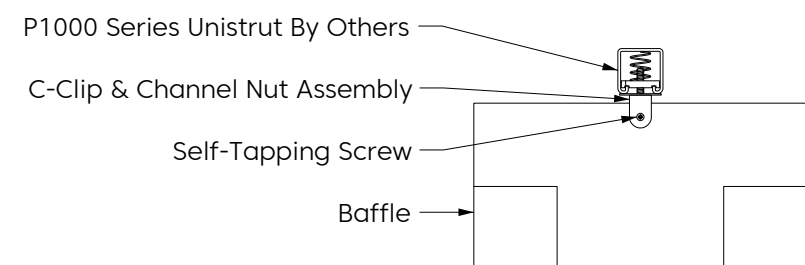 P1000 Series Unistrut By Others
C-Clip & Channel Nut Assembly
Self-Tapping Screw
Baffle